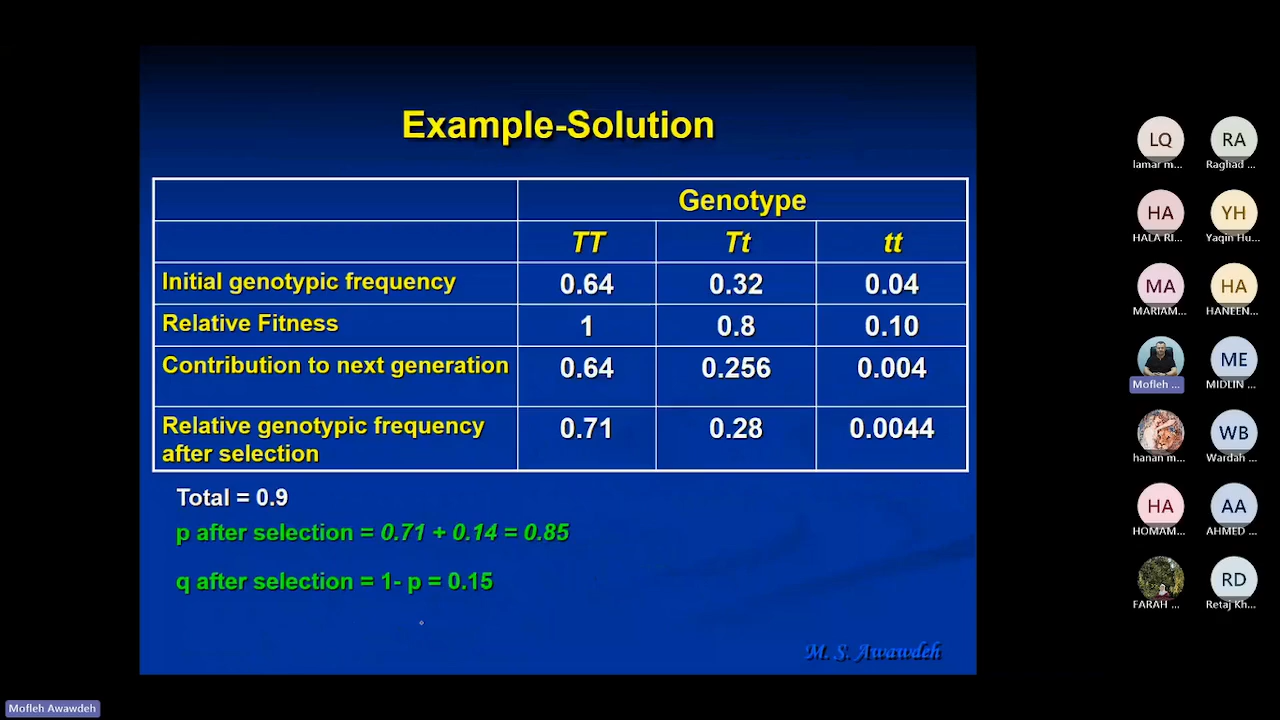 Example-Solution
Genotype
TT Tt tt
Initial genotypic frequency 0.64 0.32 0.04
Relative Fitness 1 0.8 0.10
Contribution to next generation 0.64 0.256 0.004
Relative genotypic frequency
after selection 0.71 0.28 0.0044
Total = 0.9
p after selection = 0.71 + 0.14 = 0.85
q after selection = 1- p = 0.15
M. S. Awawdeh
LQ RA
lamar m... Raghad ...
HA YH
HALA RI... Yaqin Hu...
MA HA
MARIAM... HANEEN...
ME
Mofleh ... MIDLIN ...
WB
hanan m... Wardah ...
HA AA
HOMAM... AHMED ...
RD
FARAH ... Retaj Kh...
Mofleh Awawdeh